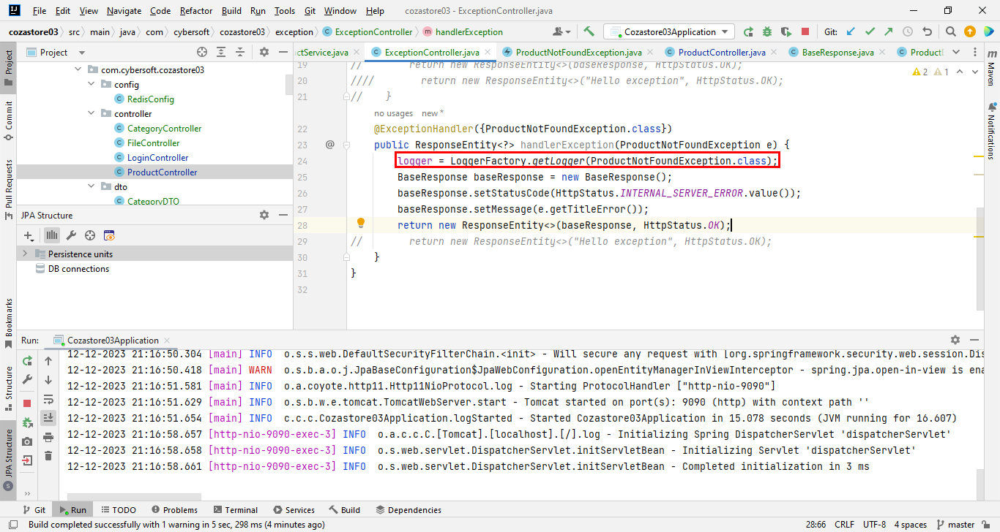 File Edit View Navigate Code Refactor Build Run Tools Git Window Help cozastore03 - ExceptionController.java
cozastore03 src main java com cybersoft cozastore03 exception ExceptionController handlerException Cozastore03Application Git:
Project ctService.java ExceptionController.java ProductNotFoundException.java ProductController.java BaseResponse.java ProductD
Project
Commit
Pull Requests
Bookmarks
Structure
JPA Structure
com.cybersoft.cozastore03
config
RedisConfig
controller
CategoryController
FileController
LoginController
ProductController
dto
CategoryDTO
JPA Structure
Persistence units
DB connections
19 // return new ResponseEntity<>(baseResponse, HttpStatus.OK);
20 //// return new ResponseEntity<>("Hello exception", HttpStatus.OK);
21 // }
no usages new *
22 @ExceptionHandler({ProductNotFoundException.class})
23 @ public ResponseEntity<?> handlerException(ProductNotFoundException e) {
24 logger = LoggerFactory.getLogger(ProductNotFoundException.class);
25 BaseResponse baseResponse = new BaseResponse();
26 baseResponse.setStatusCode(HttpStatus.INTERNAL_SERVER_ERROR.value());
27 baseResponse.setMessage(e.getTitleError());
28 return new ResponseEntity<>(baseResponse, HttpStatus.OK);
29 // return new ResponseEntity<>("Hello exception", HttpStatus.OK);
30 }
31 }
32
2 1
Maven
Notifications
Run: Cozastore03Application
12-12-2023 21:16:50.304 [main] INFO o.s.s.web.DefaultSecurityFilterChain.<init> - Will secure any request with [org.springframework.security.web.session.Dis
12-12-2023 21:16:50.418 [main] WARN o.s.b.a.o.j.JpaBaseConfiguration$JpaWebConfiguration.openEntityManagerInViewInterceptor - spring.jpa.open-in-view is ena
12-12-2023 21:16:51.581 [main] INFO o.a.coyote.http11.Http11NioProtocol.log - Starting ProtocolHandler ["http-nio-9090"]
12-12-2023 21:16:51.629 [main] INFO o.s.b.w.e.tomcat.TomcatWebServer.start - Tomcat started on port(s): 9090 (http) with context path ''
12-12-2023 21:16:51.654 [main] INFO c.c.c.Cozastore03Application.logStarted - Started Cozastore03Application in 15.078 seconds (JVM running for 16.607)
12-12-2023 21:16:58.657 [http-nio-9090-exec-3] INFO o.a.c.c.C.[Tomcat].[localhost].[/].log - Initializing Spring DispatcherServlet 'dispatcherServlet'
12-12-2023 21:16:58.658 [http-nio-9090-exec-3] INFO o.s.web.servlet.DispatcherServlet.initServletBean - Initializing Servlet 'dispatcherServlet'
12-12-2023 21:16:58.661 [http-nio-9090-exec-3] INFO o.s.web.servlet.DispatcherServlet.initServletBean - Completed initialization in 3 ms
Git Run TODO Problems Terminal Services Build Dependencies
Build completed successfully with 1 warning in 5 sec, 298 ms (4 minutes ago) 28:66 CRLF UTF-8 4 spaces master